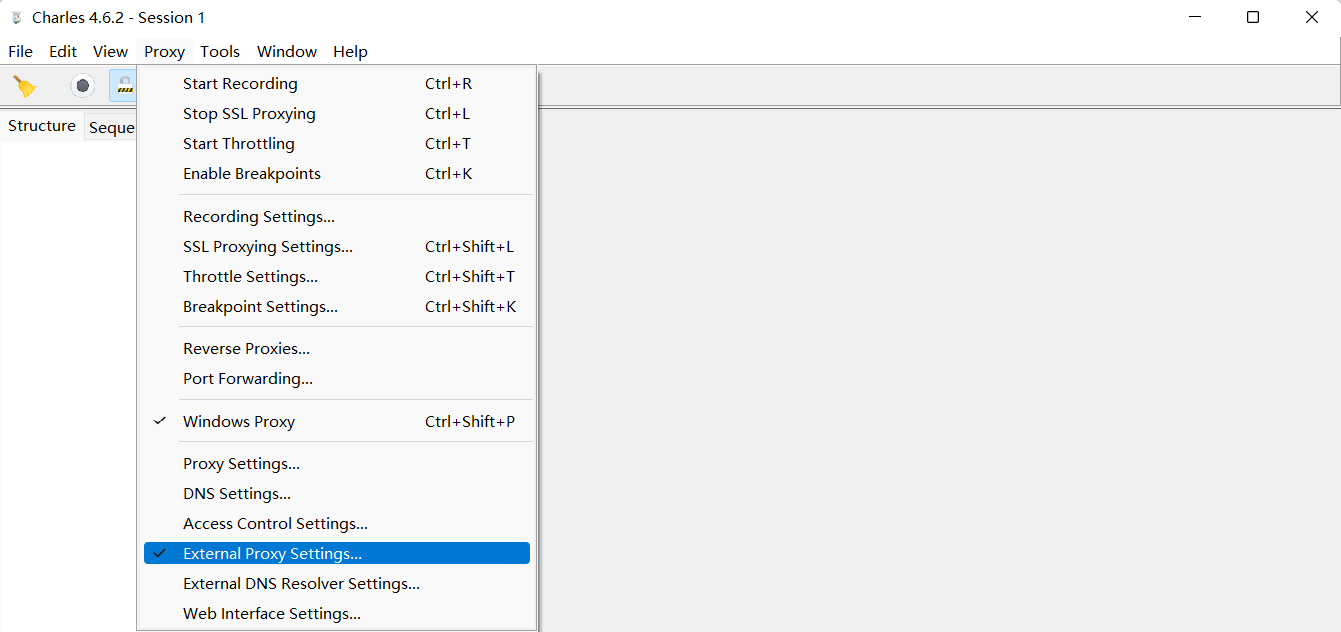 Charles 4.6.2 - Session 1
File Edit View Proxy Tools Window Help
Structure Seque
Start Recording Ctrl+R
Stop SSL Proxying Ctrl+L
Start Throttling Ctrl+T
Enable Breakpoints Ctrl+K
Recording Settings...
SSL Proxying Settings... Ctrl+Shift+L
Throttle Settings... Ctrl+Shift+T
Breakpoint Settings... Ctrl+Shift+K
Reverse Proxies...
Port Forwarding...
Windows Proxy Ctrl+Shift+P
Proxy Settings...
DNS Settings...
Access Control Settings...
External Proxy Settings...
External DNS Resolver Settings...
Web Interface Settings...